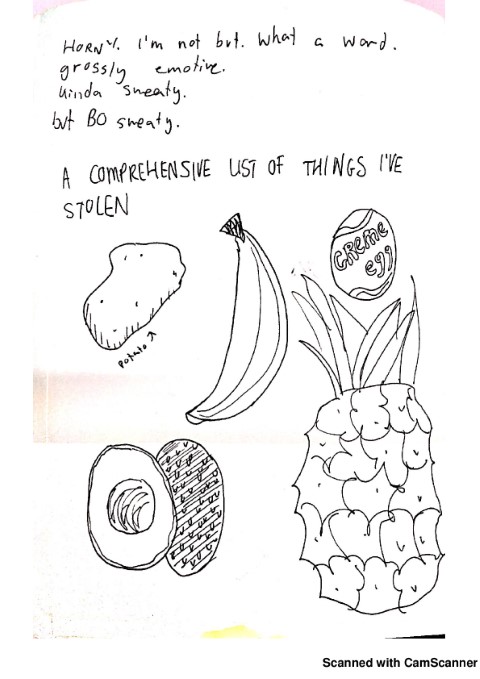 HORNY. I'm not but. What a word.
grossly emotive.
kinda sweaty.
but BO sweaty.
A COMPREHENSIVE LIST OF THINGS I'VE
STOLEN
CREME
egg
potato
Scanned with CamScanner